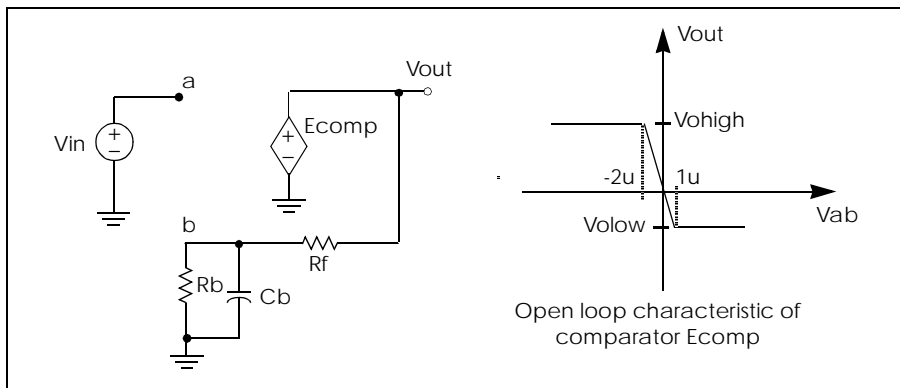 a
Vin
+
−
Vout
Ecomp
+
−
b
Rb
Cb
Rf
Vout
Vohigh
-2u
1u
Vab
Volow
Open loop characteristic of
comparator Ecomp